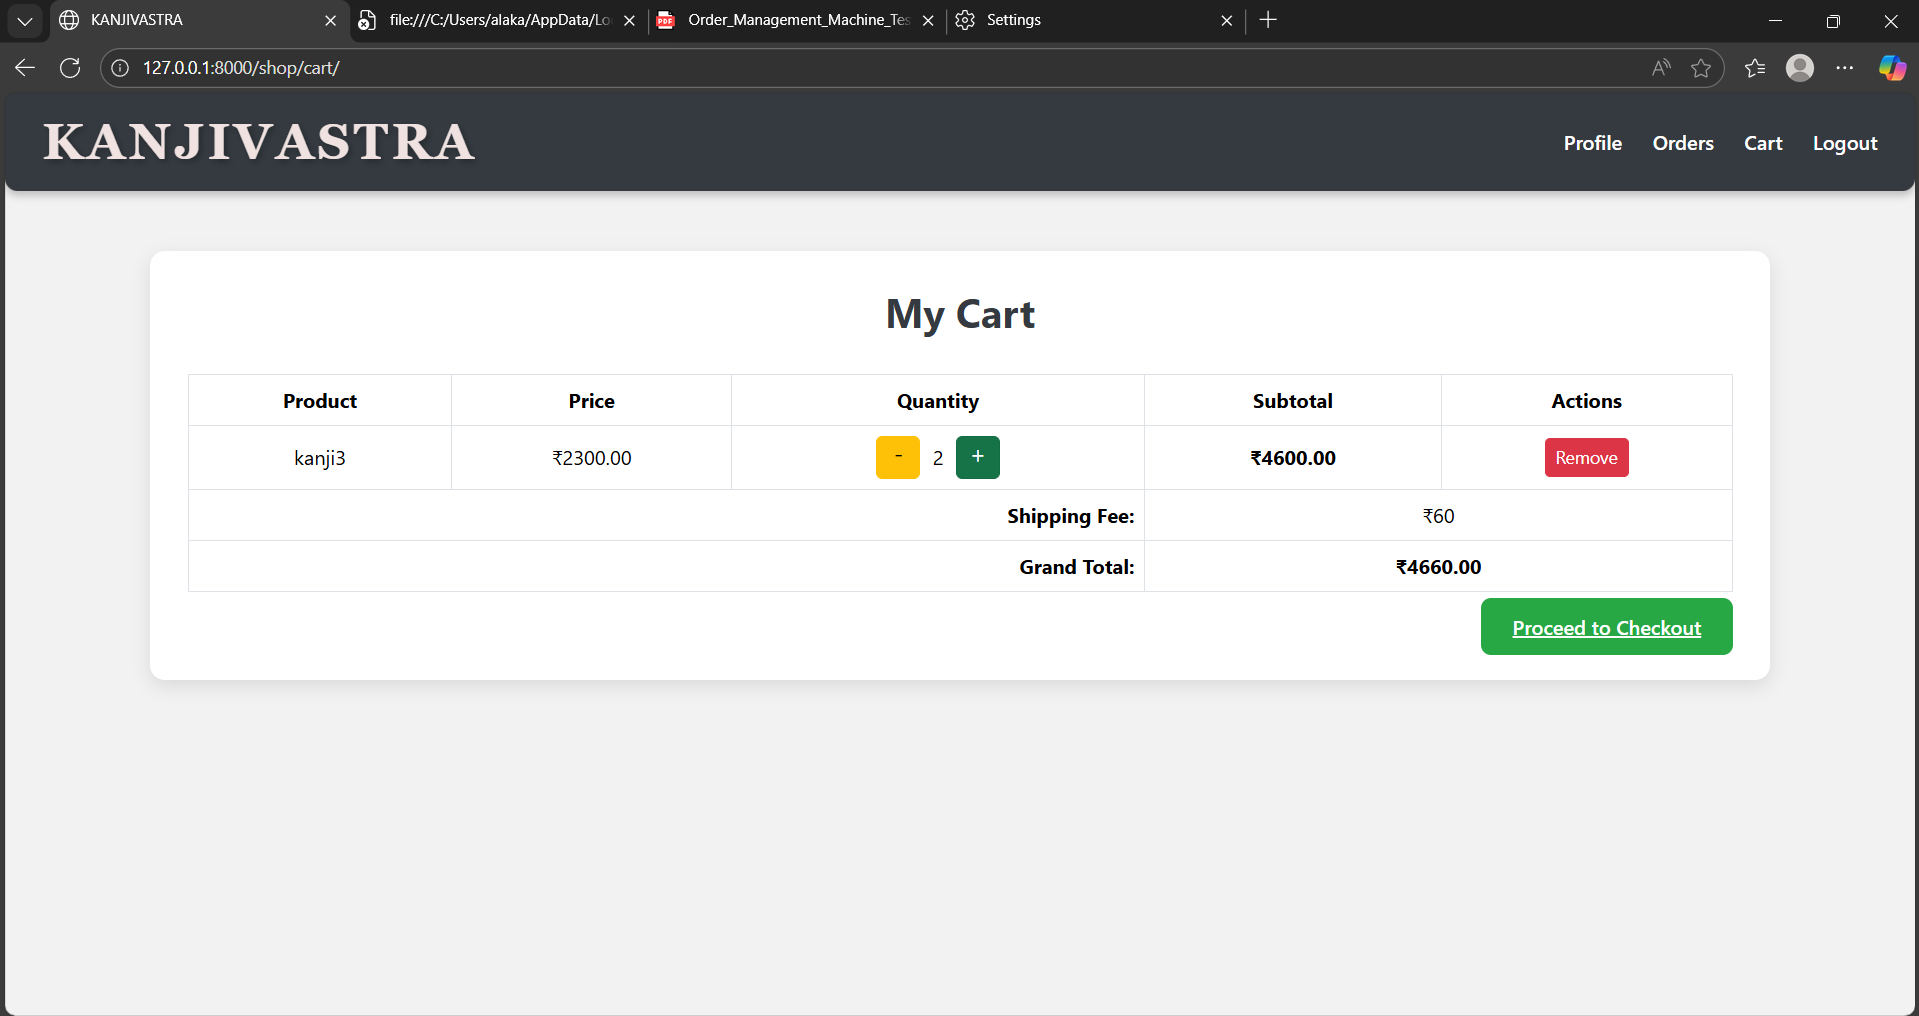 KANJIVASTRA
file:///C:/Users/alaka/AppData/Lo
Order_Management_Machine_Tes
Settings
127.0.0.1:8000/shop/cart/
KANJIVASTRA
Profile Orders Cart Logout
My Cart
Product Price Quantity Subtotal Actions
kanji3 ₹2300.00 - 2 + ₹4600.00 Remove
Shipping Fee: ₹60
Grand Total: ₹4660.00
Proceed to Checkout